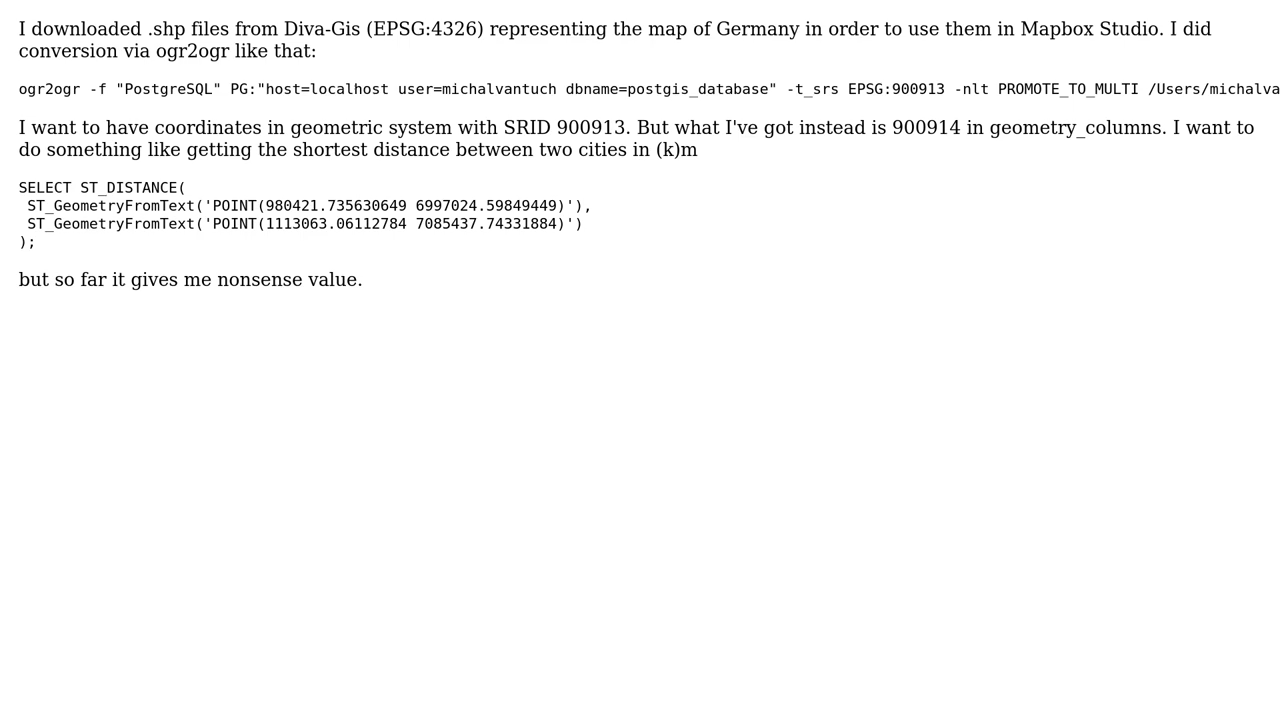 I downloaded .shp files from Diva-Gis (EPSG:4326) representing the map of Germany in order to use them in Mapbox Studio. I did
conversion via ogr2ogr like that:
ogr2ogr -f "PostgreSQL" PG:"host=localhost user=michalvantuch dbname=postgis_database" -t_srs EPSG:900913 -nlt PROMOTE_TO_MULTI /Users/michalva
I want to have coordinates in geometric system with SRID 900913. But what I've got instead is 900914 in geometry_columns. I want to
do something like getting the shortest distance between two cities in (k)m
SELECT ST_DISTANCE(
ST_GeometryFromText('POINT(980421.735630649 6997024.59849449)'),
ST_GeometryFromText('POINT(1113063.06112784 7085437.74331884)')
);
but so far it gives me nonsense value.